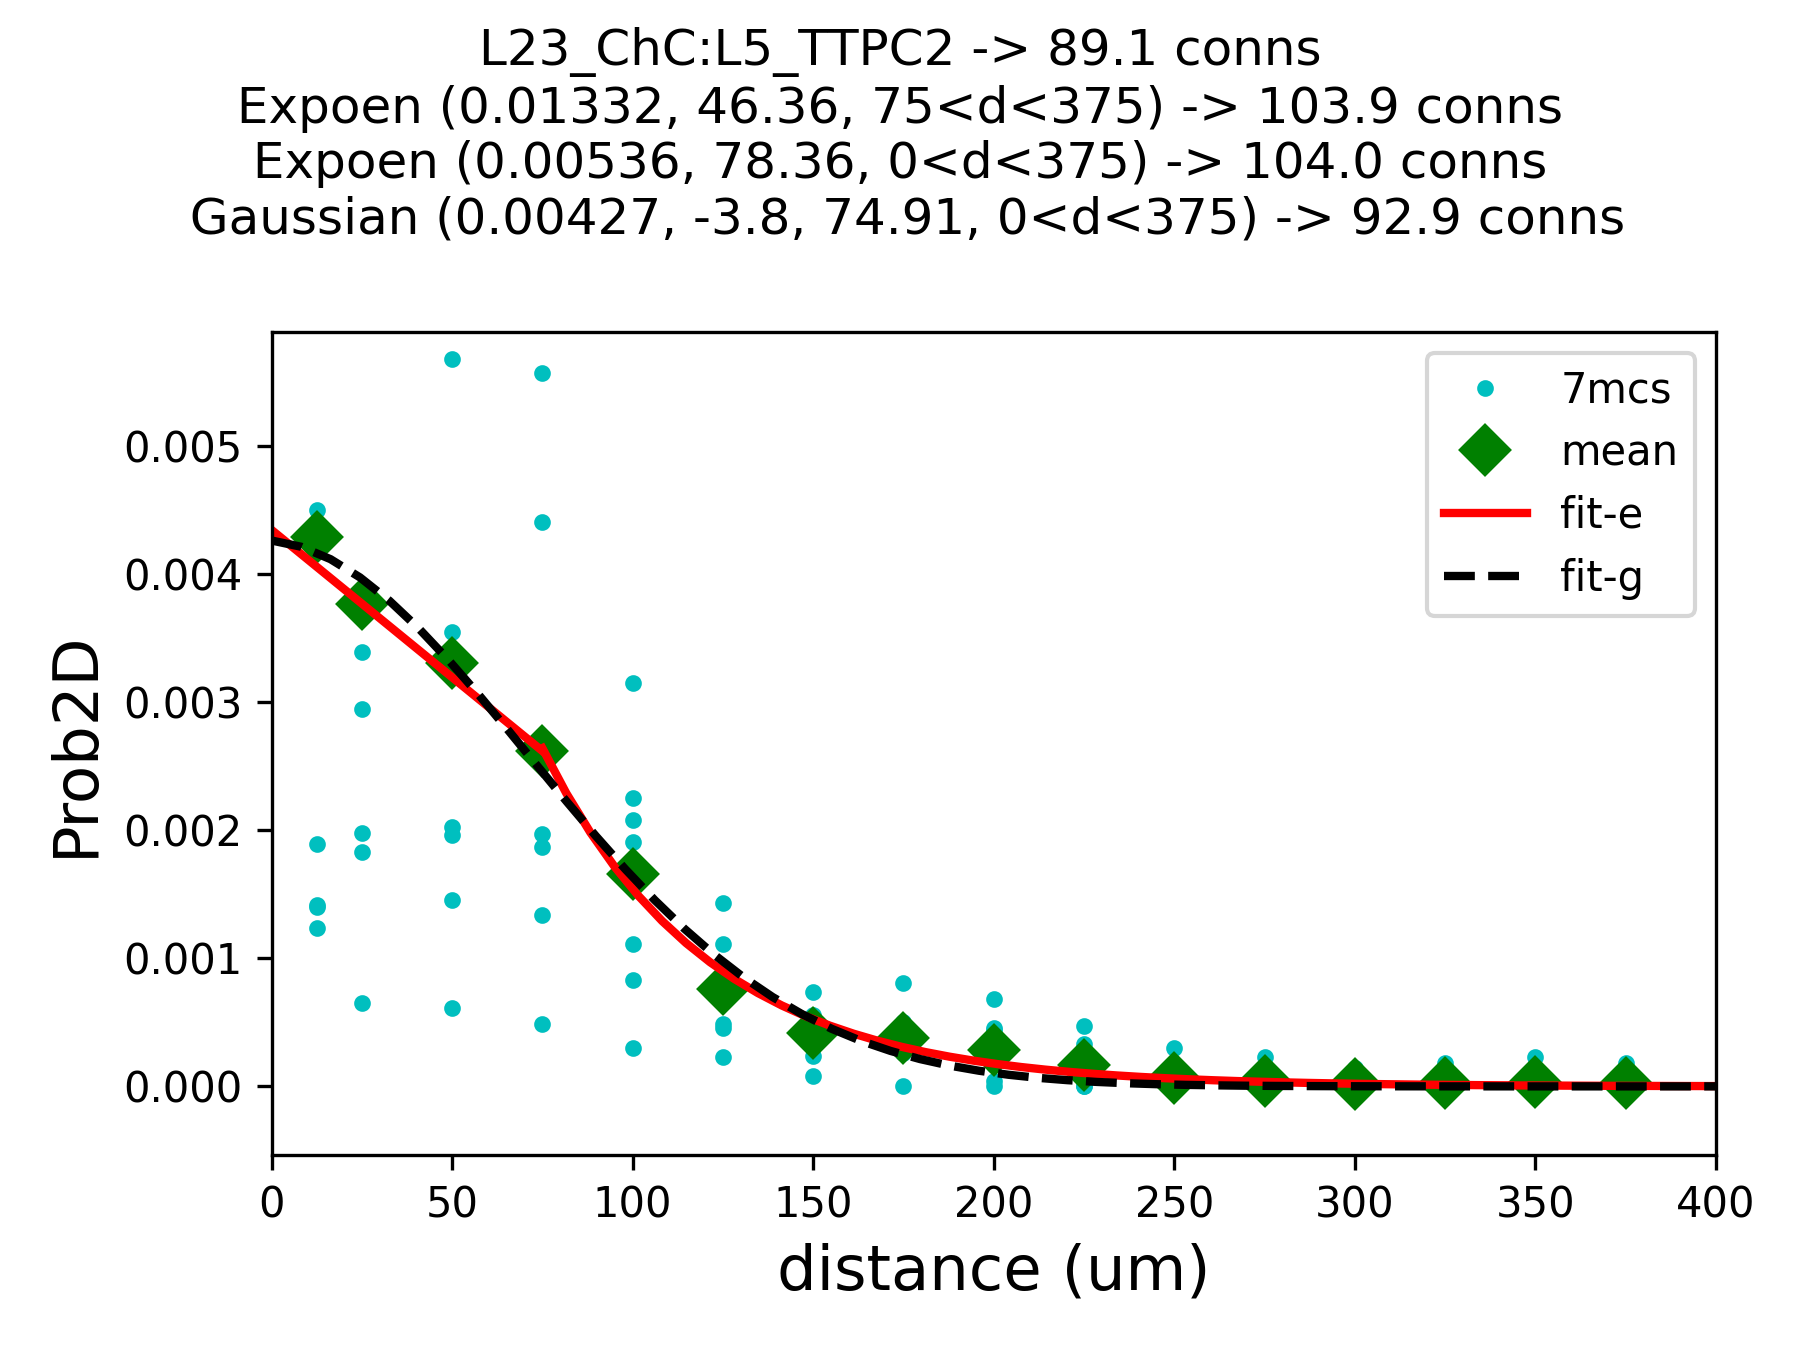 L23_ChC:L5_TTPC2 -> 89.1 conns
Expoen (0.01332, 46.36, 75<d<375) -> 103.9 conns
Expoen (0.00536, 78.36, 0<d<375) -> 104.0 conns
Gaussian (0.00427, -3.8, 74.91, 0<d<375) -> 92.9 conns
7mcs
mean
fit-e
fit-g
Prob2D
0.005
0.004
0.003
0.002
0.001
0.000
0 50 100 150 200 250 300 350 400
distance (um)